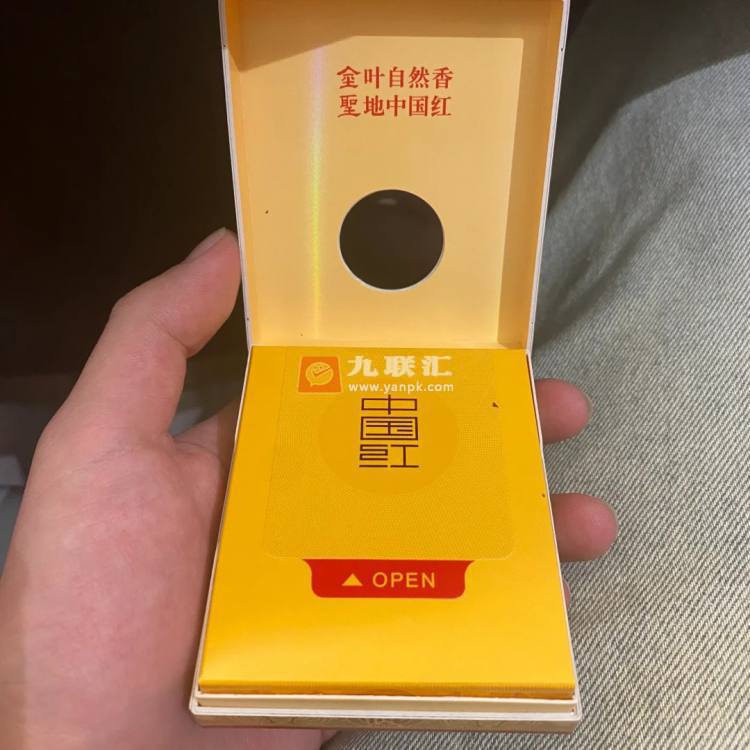 金叶自然香
聖地中国红
九联汇
www.yanpk.com
中国红
▲ OPEN